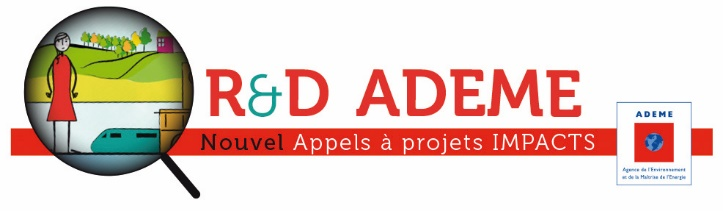 R&D ADEME
Nouvel Appels à projets IMPACTS
ADEME
Agence de l'Environnement
et de la Maîtrise de l'Energie